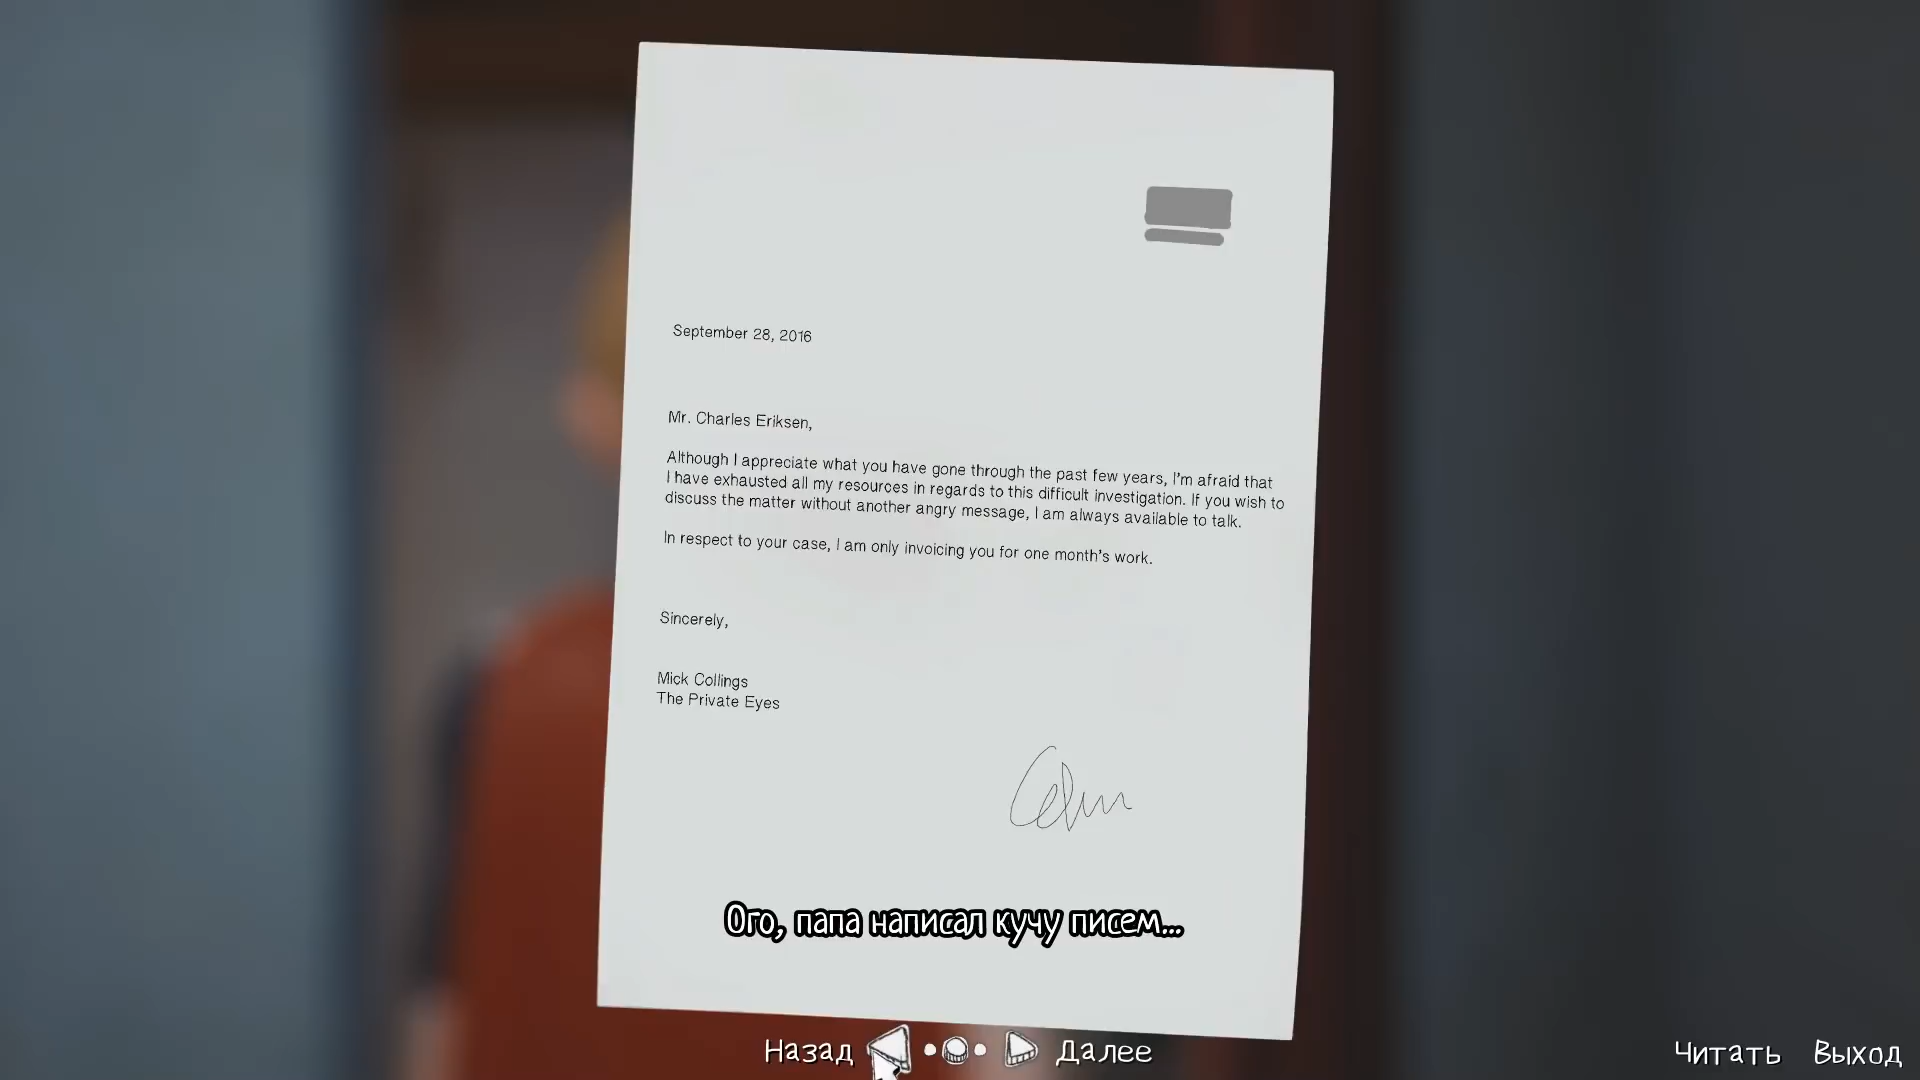 September 28, 2016
Mr. Charles Eriksen,
Although I appreciate what you have gone through the past few years, I'm afraid that
I have exhausted all my resources in regards to this difficult investigation. If you wish to
discuss the matter without another angry message, I am always available to talk.
In respect to your case, I am only invoicing you for one month's work.
Sincerely,
Mick Collings
The Private Eyes
Ого, папа написал кучу писем...
Назад Далее
Читать Выход